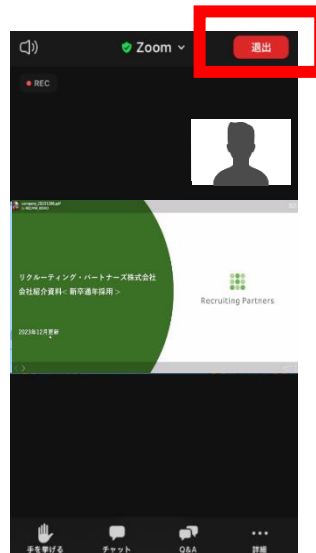 Zoom
退出
REC
company_20231208.pdf
リクルーティング・パートナーズ株式会社
会社紹介資料< 新卒通年採用 >
Recruiting Partners
2023年12月更新
手を挙げる
チャット
Q&A
詳細